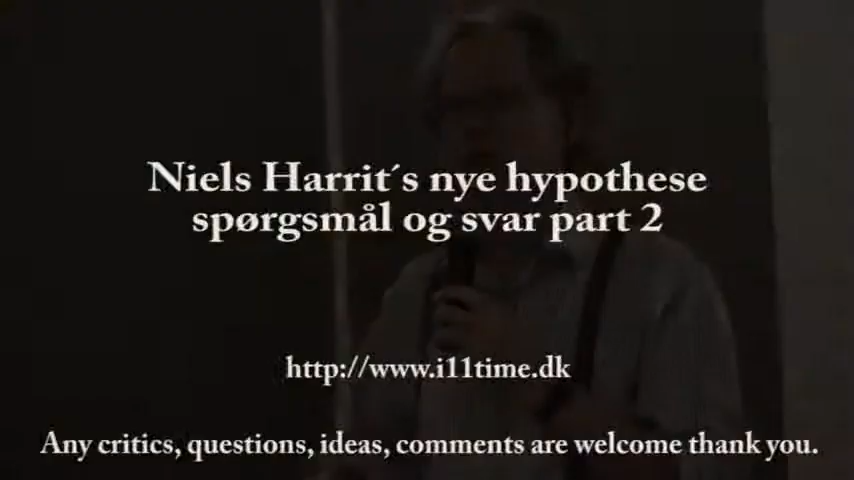 Niels Harrit´s nye hypothese
spørgsmål og svar part 2
http://www.i11time.dk
Any critics, questions, ideas, comments are welcome thank you.